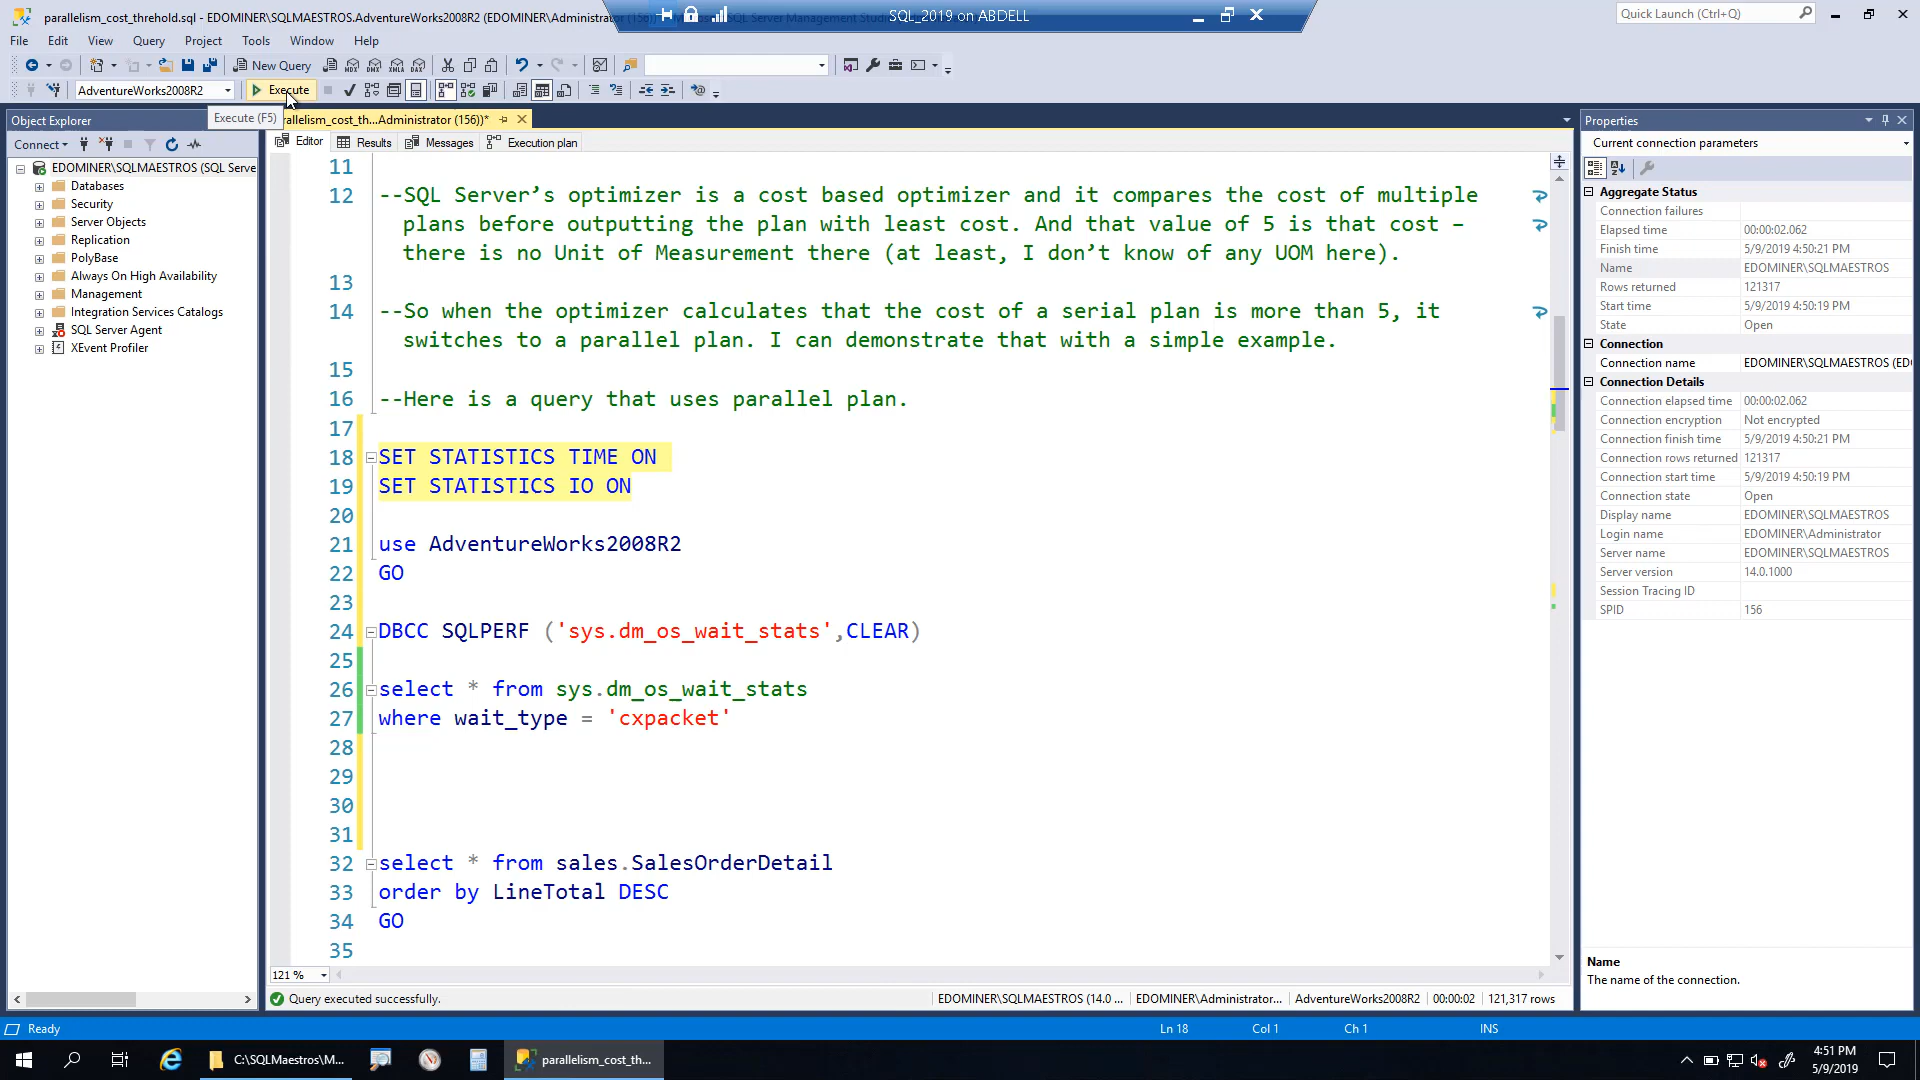 parallelism_cost_threhold.sql - EDOMINER\SQLMAESTROS.AdventureWorks2008R2 (EDOMINER\Administrator (156))
SQL_2019 on ABDELL
Quick Launch (Ctrl+Q)
File Edit View Query Project Tools Window Help
New Query
AdventureWorks2008R2 Execute
Execute (F5)
Object Explorer
rallelism_cost_th...Administrator (156))*
Connect
Editor Results Messages Execution plan
EDOMINER\SQLMAESTROS (SQL Serve
Databases
Security
Server Objects
Replication
PolyBase
Always On High Availability
Management
Integration Services Catalogs
SQL Server Agent
XEvent Profiler
11
12 --SQL Server’s optimizer is a cost based optimizer and it compares the cost of multiple
plans before outputting the plan with least cost. And that value of 5 is that cost –
there is no Unit of Measurement there (at least, I don’t know of any UOM here).
13
14 --So when the optimizer calculates that the cost of a serial plan is more than 5, it
switches to a parallel plan. I can demonstrate that with a simple example.
15
16 --Here is a query that uses parallel plan.
17
18 SET STATISTICS TIME ON
19 SET STATISTICS IO ON
20
21 use AdventureWorks2008R2
22 GO
23
24 DBCC SQLPERF ('sys.dm_os_wait_stats',CLEAR)
25
26 select * from sys.dm_os_wait_stats
27 where wait_type = 'cxpacket'
28
29
30
31
32 select * from sales.SalesOrderDetail
33 order by LineTotal DESC
34 GO
35
121 %
Query executed successfully. EDOMINER\SQLMAESTROS (14.0 ... EDOMINER\Administrator... AdventureWorks2008R2 00:00:02 121,317 rows
Properties
Current connection parameters
Aggregate Status
Connection failures
Elapsed time 00:00:02.062
Finish time 5/9/2019 4:50:21 PM
Name EDOMINER\SQLMAESTROS
Rows returned 121317
Start time 5/9/2019 4:50:19 PM
State Open
Connection
Connection name EDOMINER\SQLMAESTROS (ED
Connection Details
Connection elapsed time 00:00:02.062
Connection encryption Not encrypted
Connection finish time 5/9/2019 4:50:21 PM
Connection rows returned 121317
Connection start time 5/9/2019 4:50:19 PM
Connection state Open
Display name EDOMINER\SQLMAESTROS
Login name EDOMINER\Administrator
Server name EDOMINER\SQLMAESTROS
Server version 14.0.1000
Session Tracing ID
SPID 156
Name
The name of the connection.
Ready Ln 18 Col 1 Ch 1 INS
C:\SQLMaestros\M... parallelism_cost_th...
4:51 PM
5/9/2019